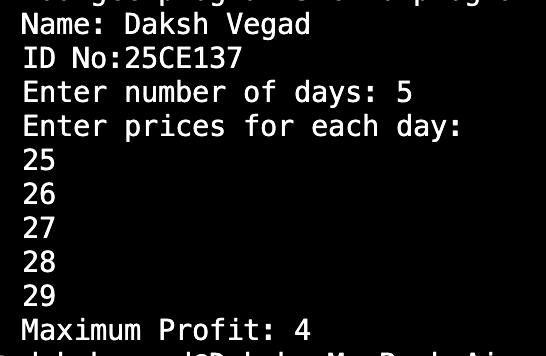 Name: Daksh Vegad
ID No:25CE137
Enter number of days: 5
Enter prices for each day:
25
26
27
28
29
Maximum Profit: 4